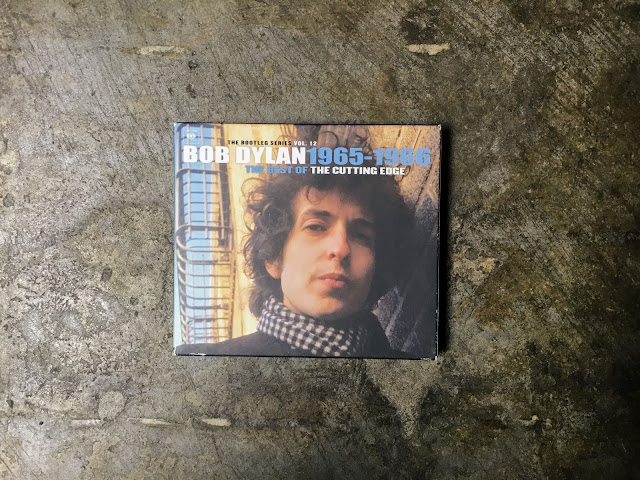 THE BOOTLEG SERIES VOL. 12
BOB DYLAN 1965-1966
THE BEST OF THE CUTTING EDGE